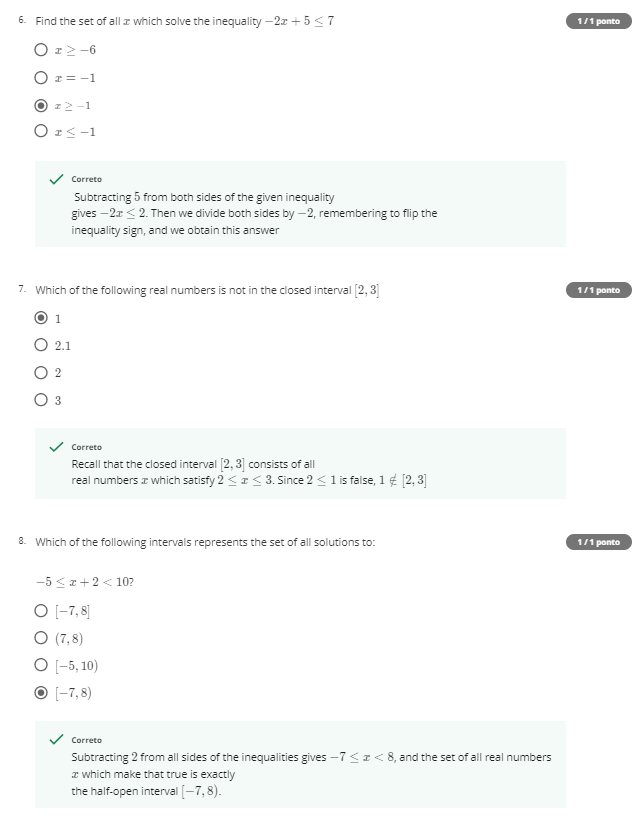 6. Find the set of all x which solve the inequality −2x + 5 ≤ 7
1 / 1 ponto
x ≥ −6
x = −1
x ≥ −1
x ≤ −1
Correto
Subtracting 5 from both sides of the given inequality
gives −2x ≤ 2. Then we divide both sides by −2, remembering to flip the
inequality sign, and we obtain this answer
7. Which of the following real numbers is not in the closed interval [2, 3]
1 / 1 ponto
1
2.1
2
3
Correto
Recall that the closed interval [2, 3] consists of all
real numbers x which satisfy 2 ≤ x ≤ 3. Since 2 ≤ 1 is false, 1 ∉ [2, 3]
8. Which of the following intervals represents the set of all solutions to:
1 / 1 ponto
−5 ≤ x + 2 < 10?
[−7, 8]
(7, 8)
[−5, 10)
[−7, 8)
Correto
Subtracting 2 from all sides of the inequalities gives −7 ≤ x < 8, and the set of all real numbers
x which make that true is exactly
the half-open interval [−7, 8).